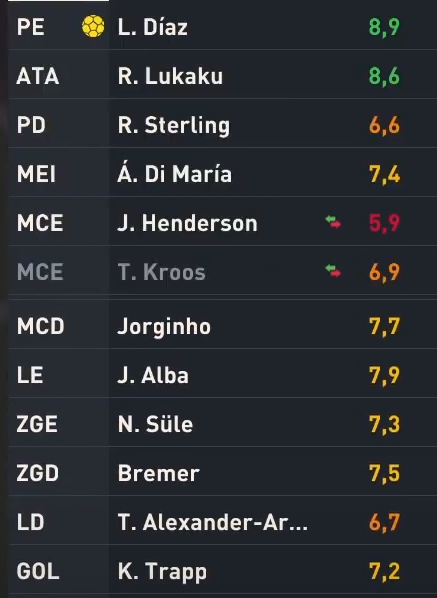 PE L. Díaz 8,9
ATA R. Lukaku 8,6
PD R. Sterling 6,6
MEI Á. Di María 7,4
MCE J. Henderson 5,9
MCE T. Kroos 6,9
MCD Jorginho 7,7
LE J. Alba 7,9
ZGE N. Süle 7,3
ZGD Bremer 7,5
LD T. Alexander-Ar... 6,7
GOL K. Trapp 7,2